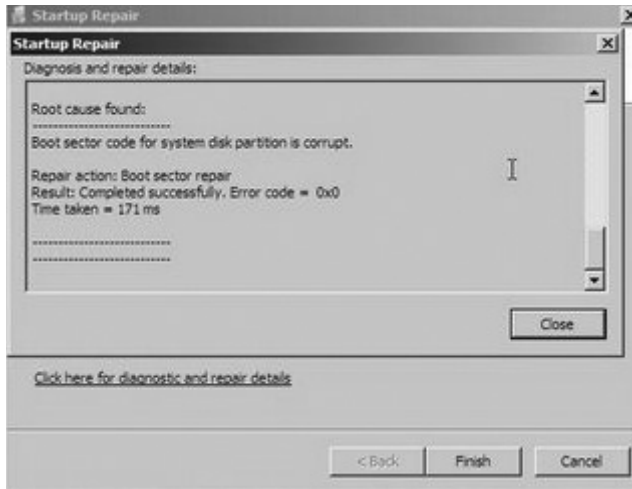 Startup Repair
Startup Repair
Diagnosis and repair details:
Root cause found:
---------------------------
Boot sector code for system disk partition is corrupt.
Repair action: Boot sector repair
Result: Completed successfully. Error code = 0x0
Time taken = 171 ms
---------------------------
---------------------------
Close
Click here for diagnostic and repair details
< Back
Finish
Cancel